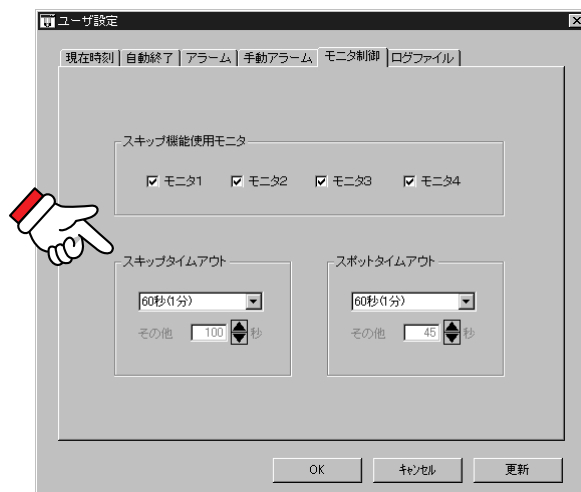 ユーザ設定
現在時刻 自動終了 アラーム 手動アラーム モニタ制御 ログファイル
スキップ機能使用モニタ
モニタ1 モニタ2 モニタ3 モニタ4
スキップタイムアウト スポットタイムアウト
60秒(1分) 60秒(1分)
その他 100 秒 その他 45 秒
OK キャンセル 更新